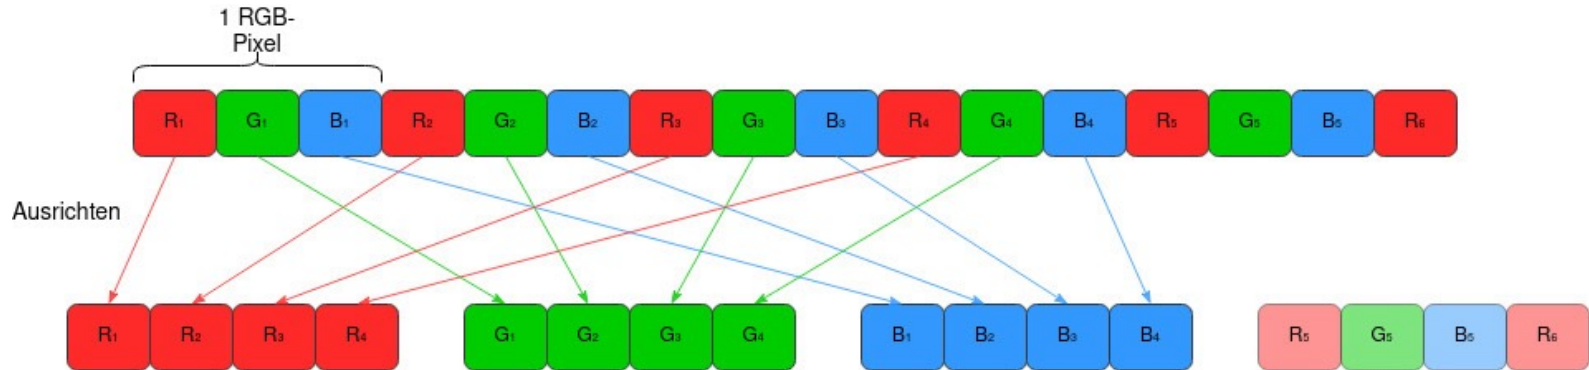 1 RGB-
Pixel
R₁ G₁ B₁ R₂ G₂ B₂ R₃ G₃ B₃ R₄ G₄ B₄ R₅ G₅ B₅ R₆
Ausrichten
R₁ R₂ R₃ R₄ G₁ G₂ G₃ G₄ B₁ B₂ B₃ B₄ R₅ G₅ B₅ R₆